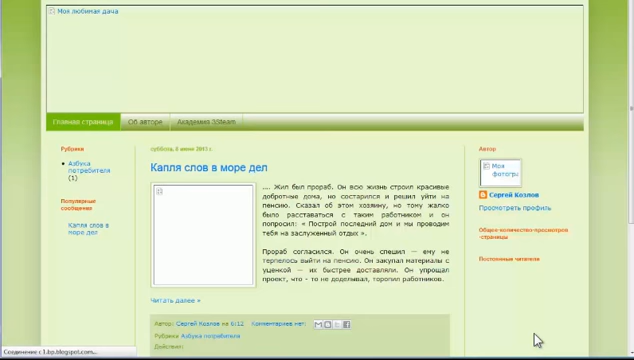 Моя любимая дача
Главная страница
Об авторе
Академия 3Steam
Рубрики
Азбука
потребителя
(1)
Популярные
сообщения
Капля слов в
море дел
суббота, 8 июня 2013 г.
Капля слов в море дел
.... Жил был прораб. Он всю жизнь строил красивые
добротные дома, но состарился и решил уйти на
пенсию. Сказал об этом хозяину, но тому жалко
было расставаться с таким работником и он
попросил: « Построй последний дом и мы проводим
тебя на заслуженный отдых ».
Прораб согласился. Он очень спешил — ему не
терпелось выйти на пенсию. Он закупал материалы с
уценкой — их быстрее доставляли. Он упрощал
проект, что - то не доделывал, торопил работников.
Читать далее »
Автор: Сергей Козлов на 6:12
Комментариев нет:
Рубрики Азбука потребителя
Действия:
Автор
Моя
фотогра
Сергей Козлов
Просмотреть профиль
Общее количество просмотров
страницы
Постоянные читатели
Соединение с 1.bp.blogspot.com...